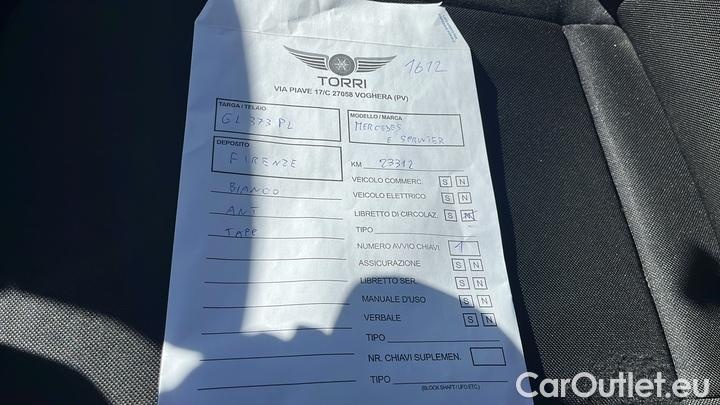 1612
TORRI
VIA PIAVE 17/C 27058 VOGHERA (PV)
TARGA / TELAIO
GL 373 PL
MODELLO / MARCA
MERCEDES
E SPRINTER
DEPOSITO
FIRENZE
KM 23312
BIANCO
VEICOLO COMMERC. S N
ANT
VEICOLO ELETTRICO S N
TAPP
LIBRETTO DI CIRCOLAZ. S N
TIPO
NUMERO AVVIO CHIAVI 1
ASSICURAZIONE S N
LIBRETTO SER. S N
MANUALE D'USO S N
VERBALE S N
TIPO
NR. CHIAVI SUPLEMEN.
TIPO
(BLOCK SHAFT / UFO ETC.)
CarOutlet.eu